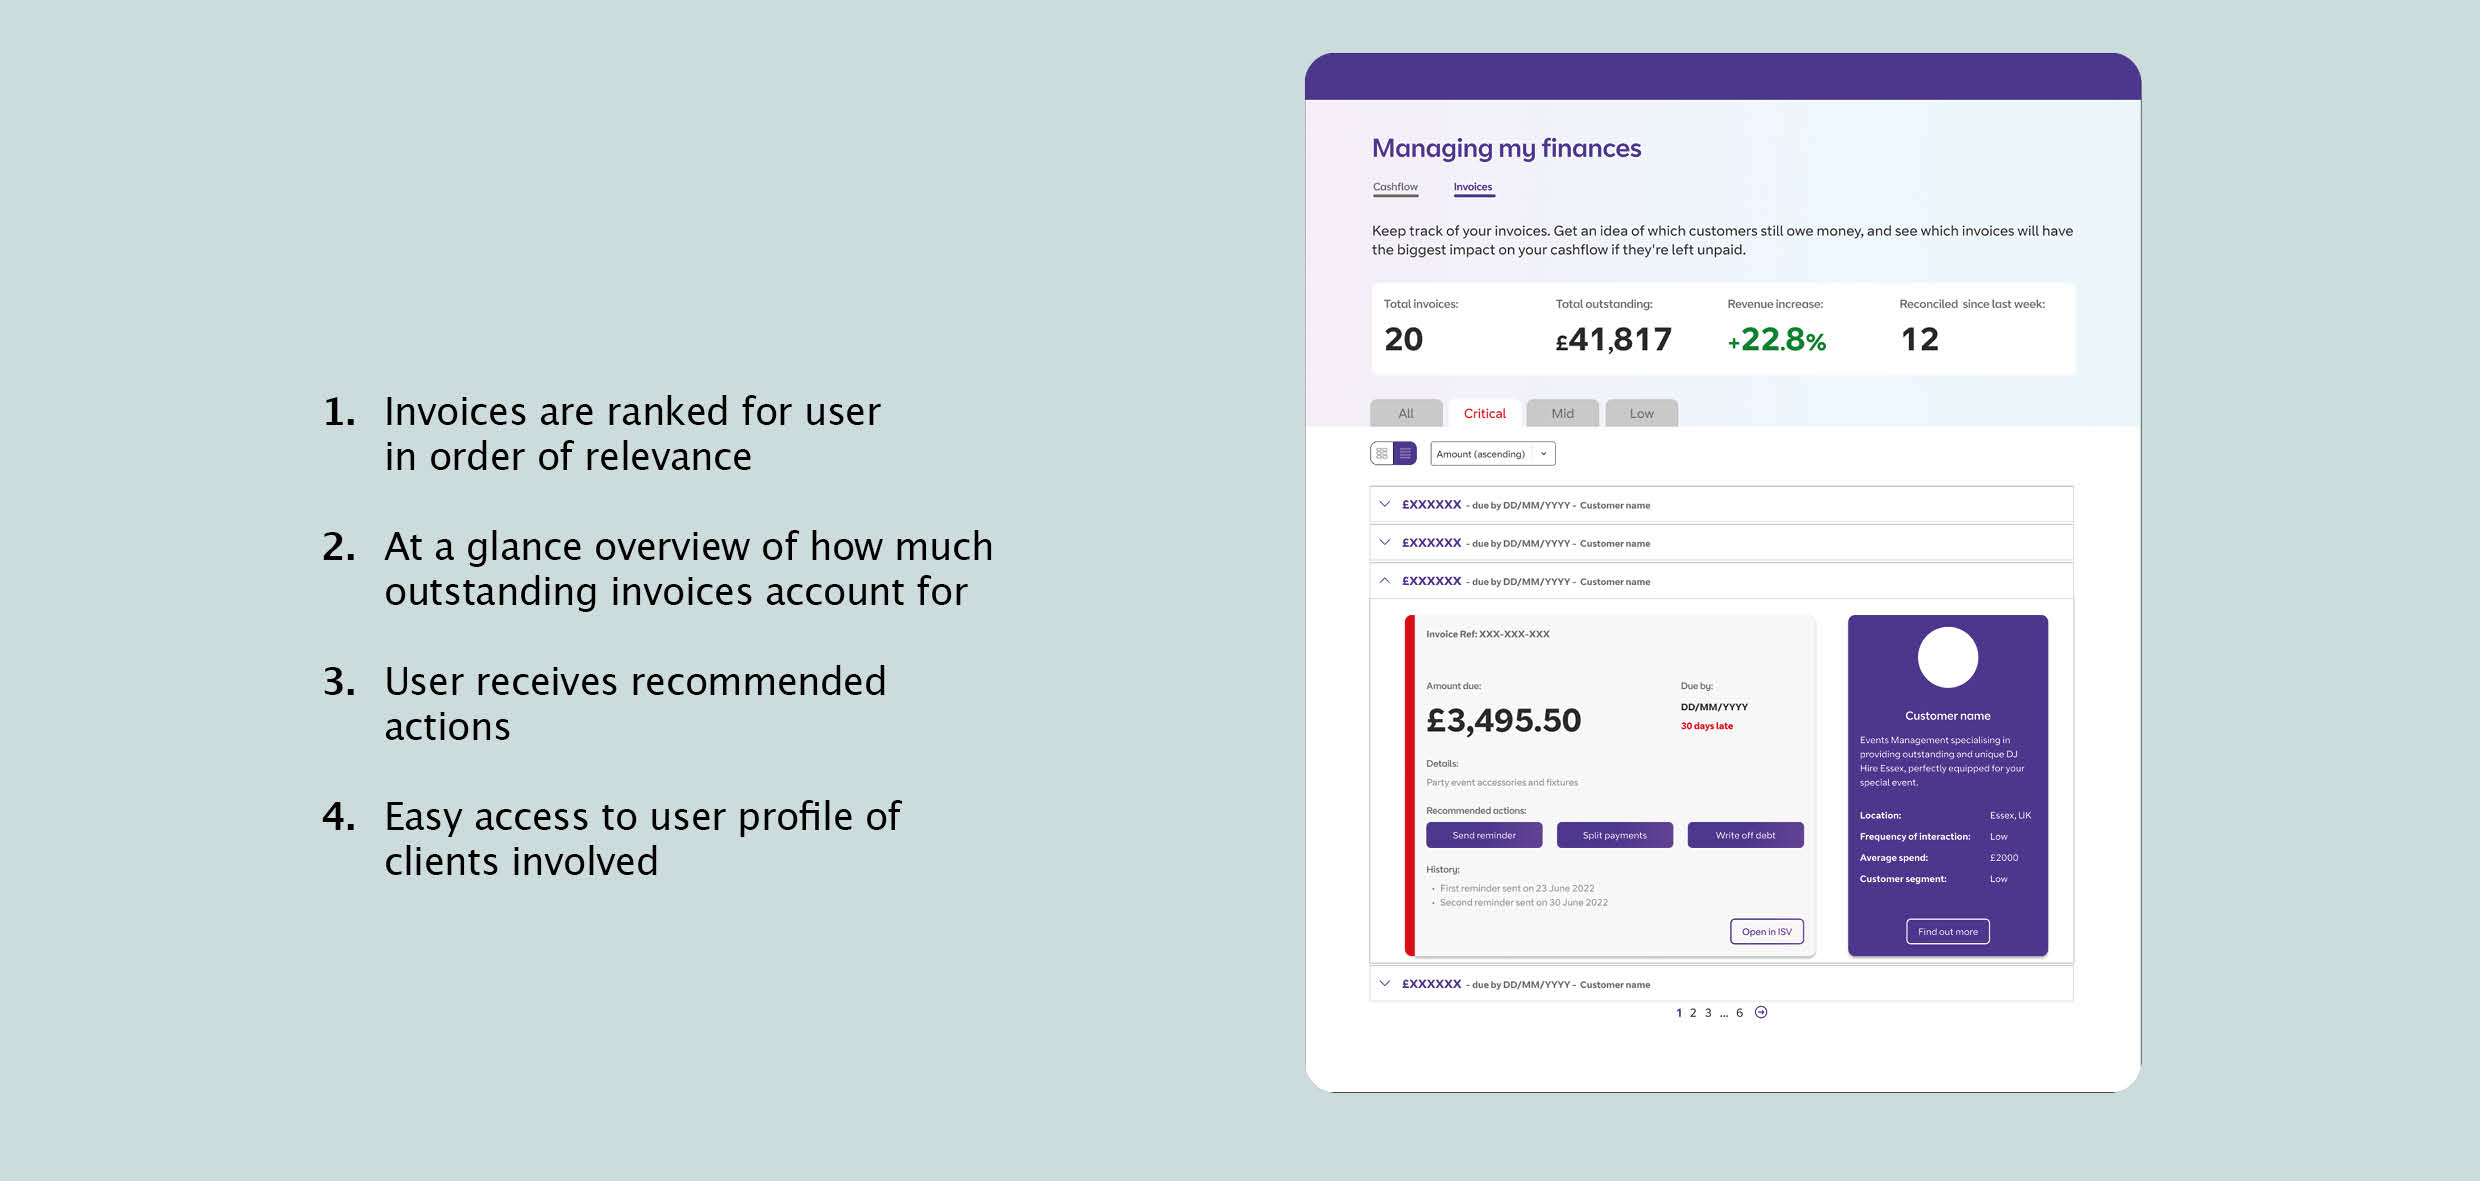 1. Invoices are ranked for user
in order of relevance
2. At a glance overview of how much
outstanding invoices account for
3. User receives recommended
actions
4. Easy access to user profile of
clients involved
Managing my finances
Cashflow Invoices
Keep track of your invoices. Get an idea of which customers still owe money, and see which invoices will have
the biggest impact on your cashflow if they're left unpaid.
Total invoices: Total outstanding: Revenue increase: Reconciled since last week:
20 £41,817 +22.8% 12
All Critical Mid Low
Amount (ascending)
£XXXXXX - due by DD/MM/YYYY - Customer name
£XXXXXX - due by DD/MM/YYYY - Customer name
£XXXXXX - due by DD/MM/YYYY - Customer name
Invoice Ref: XXX-XXX-XXX
Amount due:
£3,495.50
Due by:
DD/MM/YYYY
30 days late
Details:
Party event accessories and fixtures
Recommended actions:
Send reminder Split payments Write off debt
History:
• First reminder sent on 23 June 2022
• Second reminder sent on 30 June 2022
Open in ISV
Customer name
Events Management specialising in
providing outstanding and unique DJ
Hire Essex, perfectly equipped for your
special event.
Location: Essex, UK
Frequency of interaction: Low
Average spend: £2000
Customer segment: Low
Find out more
£XXXXXX - due by DD/MM/YYYY - Customer name
1 2 3 ... 6